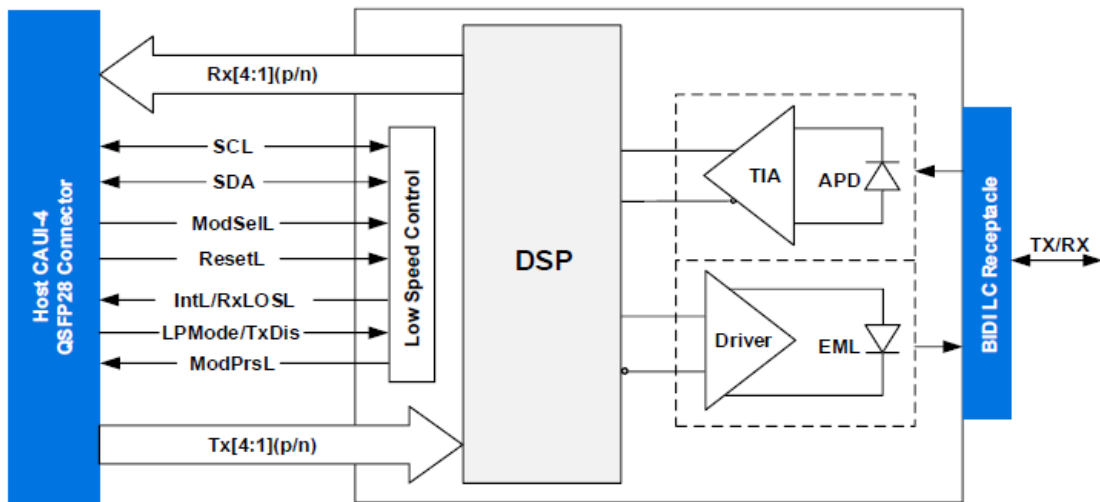 Host CAUI-4
QSFP28 Connector
Rx[4:1](p/n)
SCL
SDA
ModSelL
ResetL
IntL/RxLOSL
LPMode/TxDis
ModPrsL
Tx[4:1](p/n)
Low Speed Control
DSP
TIA
APD
Driver
EML
BIDI LC Receptacle
TX/RX